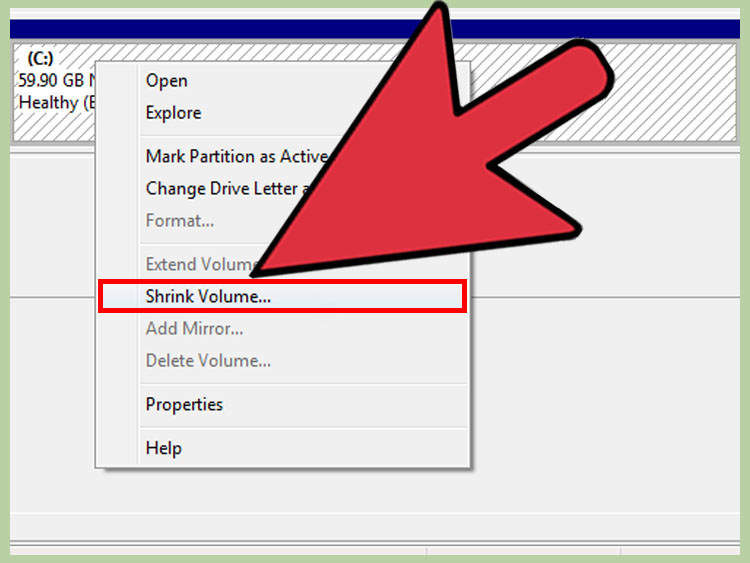 (C:)
59.90 GB
Healthy
Open
Explore
Mark Partition as Active
Change Drive Letter
Format...
Extend Volume
Shrink Volume...
Add Mirror...
Delete Volume...
Properties
Help